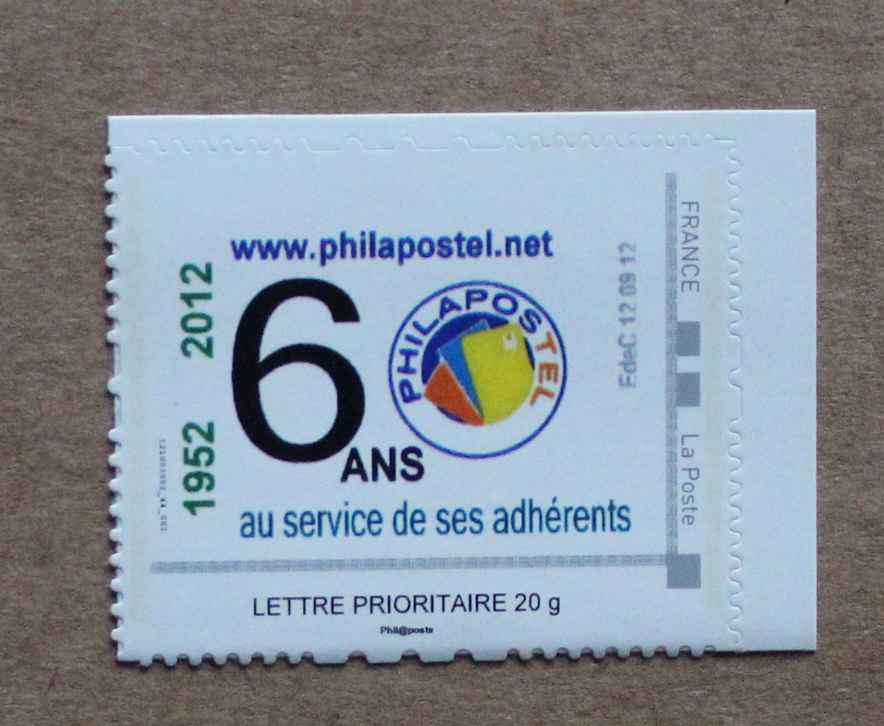 www.philapostel.net
1952 2012
60
PHILAPOSTEL
ANS
au service de ses adhérents
EdeC 12 09 12
FRANCE
La Poste
LETTRE PRIORITAIRE 20 g
Phil@poste